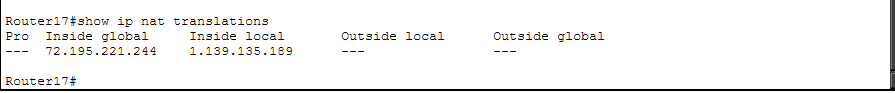 Router17#show ip nat translations
Pro  Inside global     Inside local       Outside local      Outside global
---  72.195.221.244    1.139.135.189      ---                ---
Router17#